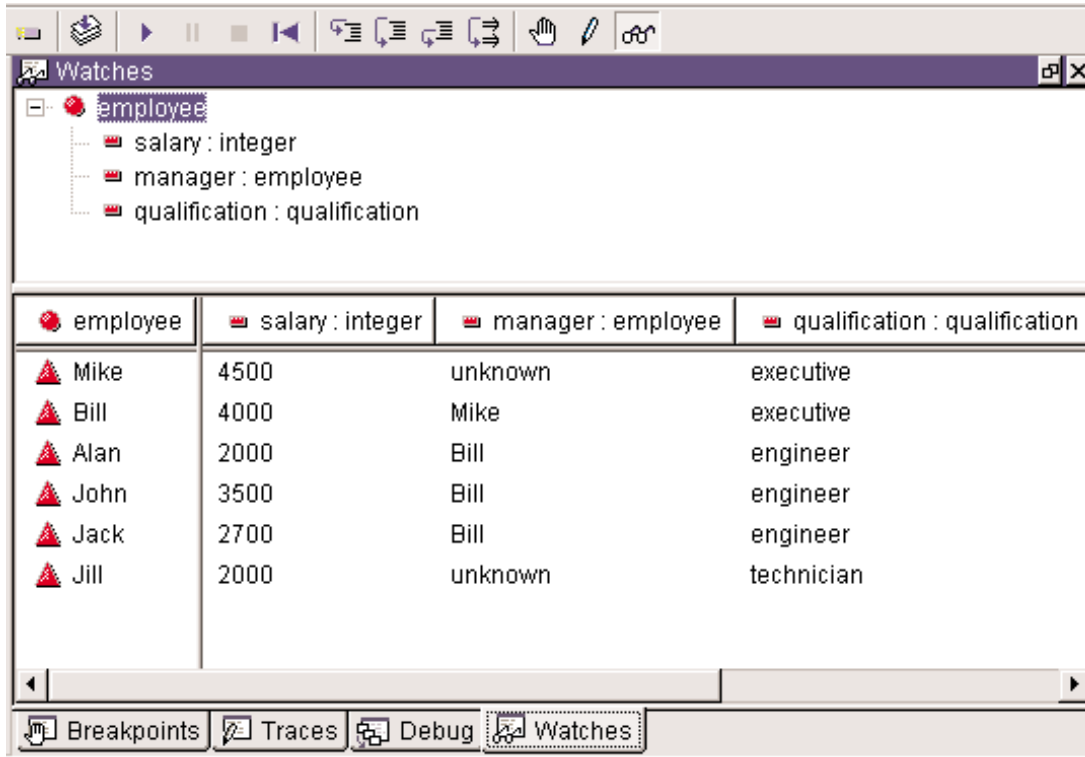 Watches
employee
salary : integer
manager : employee
qualification : qualification
employee salary : integer manager : employee qualification : qualification
Mike 4500 unknown executive
Bill 4000 Mike executive
Alan 2000 Bill engineer
John 3500 Bill engineer
Jack 2700 Bill engineer
Jill 2000 unknown technician
Breakpoints Traces Debug Watches